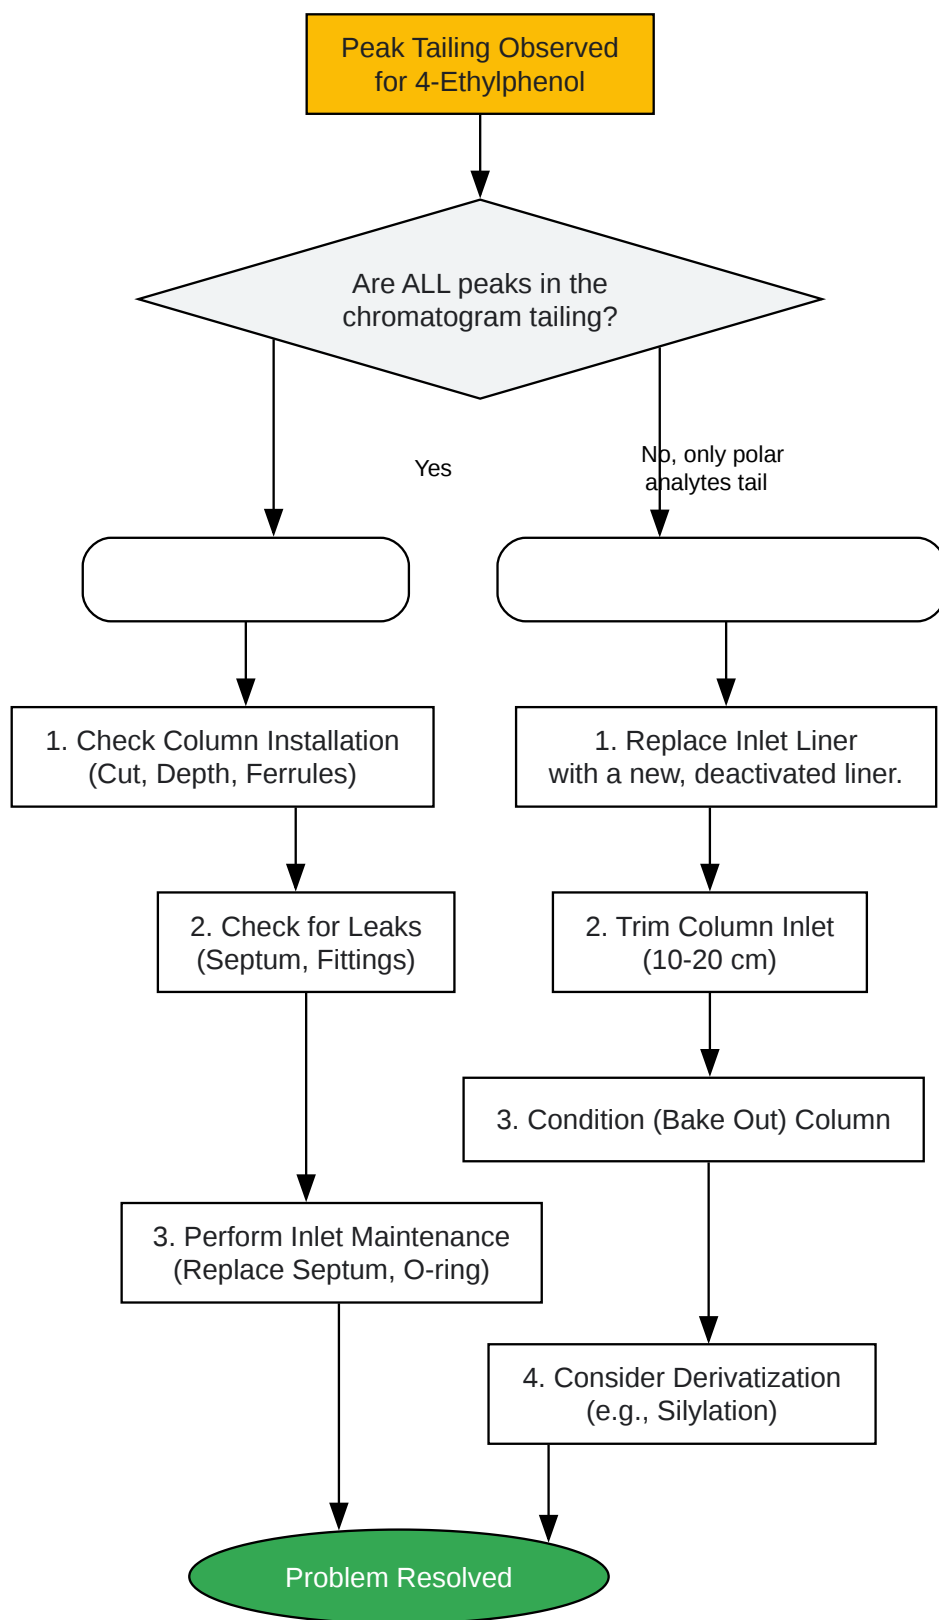 Peak Tailing Observed
for 4-Ethylphenol
Are ALL peaks in the
chromatogram tailing?
Yes
No, only polar
analytes tail
1. Check Column Installation
(Cut, Depth, Ferrules)
1. Replace Inlet Liner
with a new, deactivated liner.
2. Check for Leaks
(Septum, Fittings)
2. Trim Column Inlet
(10-20 cm)
3. Condition (Bake Out) Column
3. Perform Inlet Maintenance
(Replace Septum, O-ring)
4. Consider Derivatization
(e.g., Silylation)
Problem Resolved